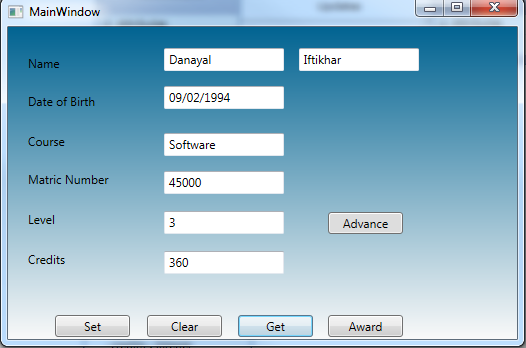 MainWindow
Name Danayal Iftikhar
Date of Birth 09/02/1994
Course Software
Matric Number 45000
Level 3 Advance
Credits 360
Set Clear Get Award